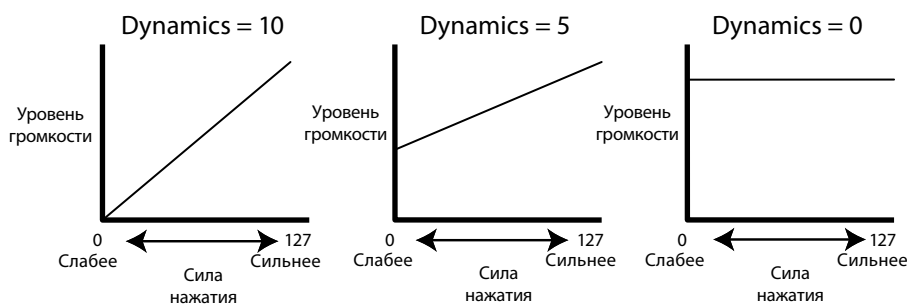 Dynamics = 10
Уровень
громкости
0
127
Слабее
Сильнее
Сила
нажатия
Dynamics = 5
Уровень
громкости
0
127
Слабее
Сильнее
Сила
нажатия
Dynamics = 0
Уровень
громкости
0
127
Слабее
Сильнее
Сила
нажатия